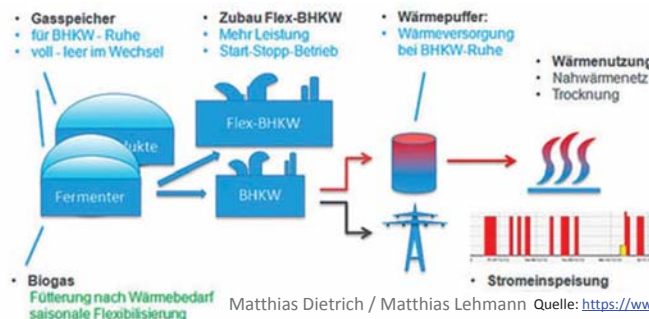 • Gasspeicher
für BHKW - Ruhe
voll - leer im Wechsel
• Zubau Flex-BHKW
Mehr Leistung
Start-Stopp-Betrieb
• Wärmepuffer:
Wärmeversorgung
bei BHKW-Ruhe
• Wärmenutzung
• Nahwärmenetz
• Trocknung
Flex-BHKW
Fermenter
BHKW
• Biogas
Fütterung nach Wärmebedarf
saisonale Flexibilisierung
• Stromeinspeisung
Matthias Dietrich / Matthias Lehmann Quelle: https://ww